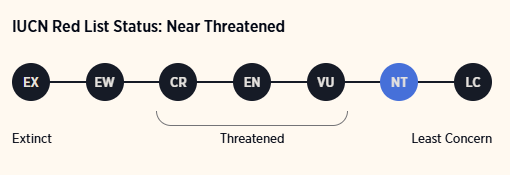 IUCN Red List Status: Near Threatened
EX EW CR EN VU NT LC
Extinct Threatened Least Concern